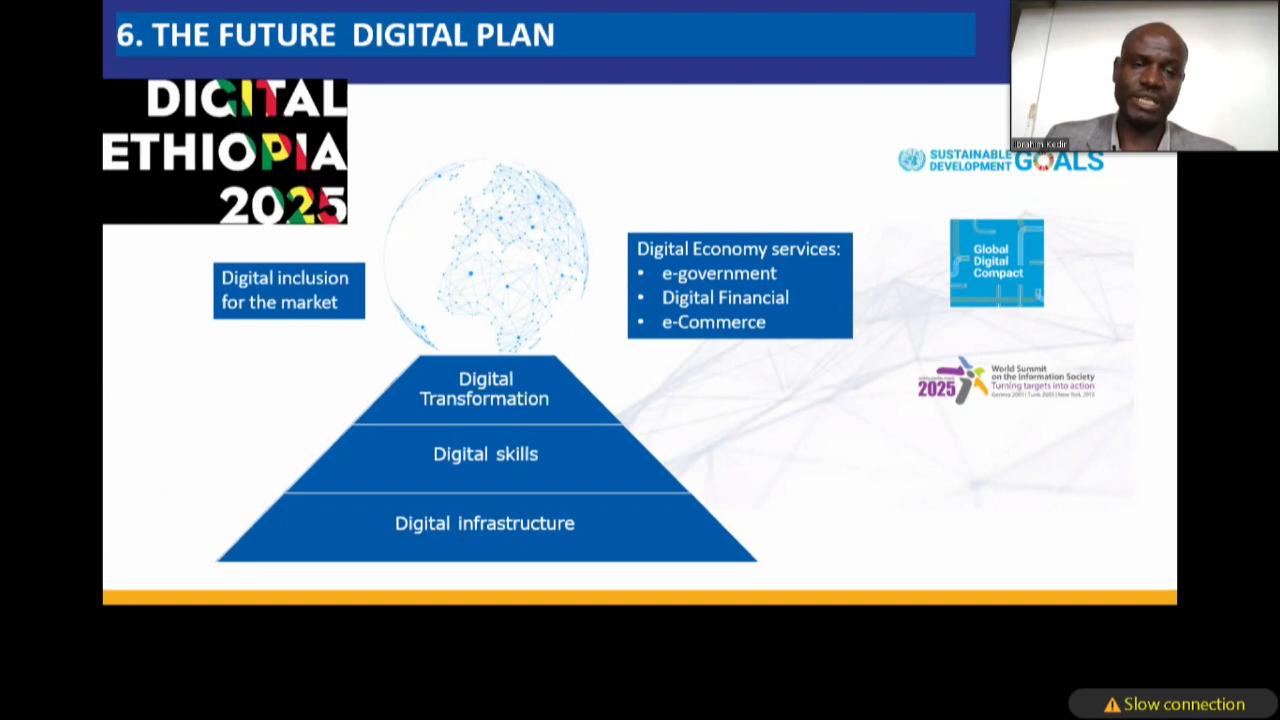 6. THE FUTURE DIGITAL PLAN
DIGITAL
ETHIOPIA
2025
Ibrahim Kedir
SUSTAINABLE
DEVELOPMENT
GOALS
Digital inclusion
for the market
Digital Economy services:
• e-government
• Digital Financial
• e-Commerce
Global
Digital
Compact
World Summit
on the Information Society
2025
Turning targets into action
Digital
Transformation
Digital skills
Digital infrastructure
Slow connection